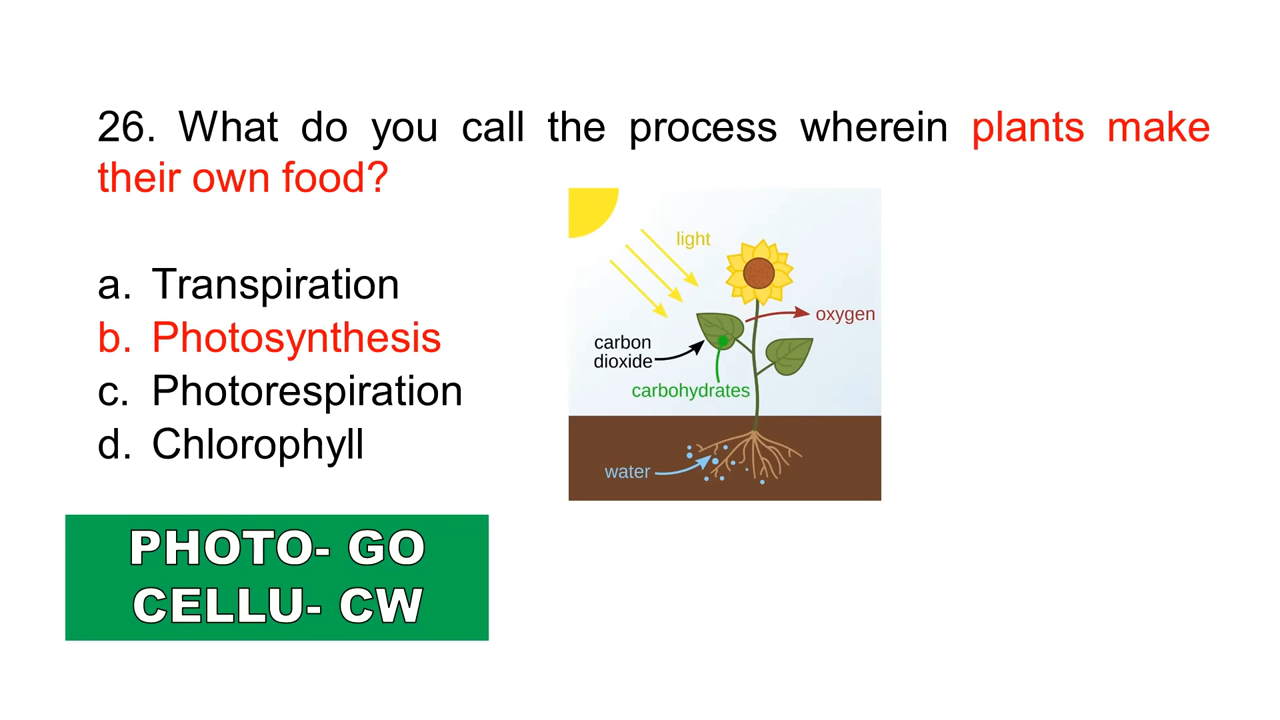 26. What do you call the process wherein plants make
their own food?
a. Transpiration
b. Photosynthesis
c. Photorespiration
d. Chlorophyll
light
oxygen
carbon
dioxide
carbohydrates
water
PHOTO- GO
CELLU- CW